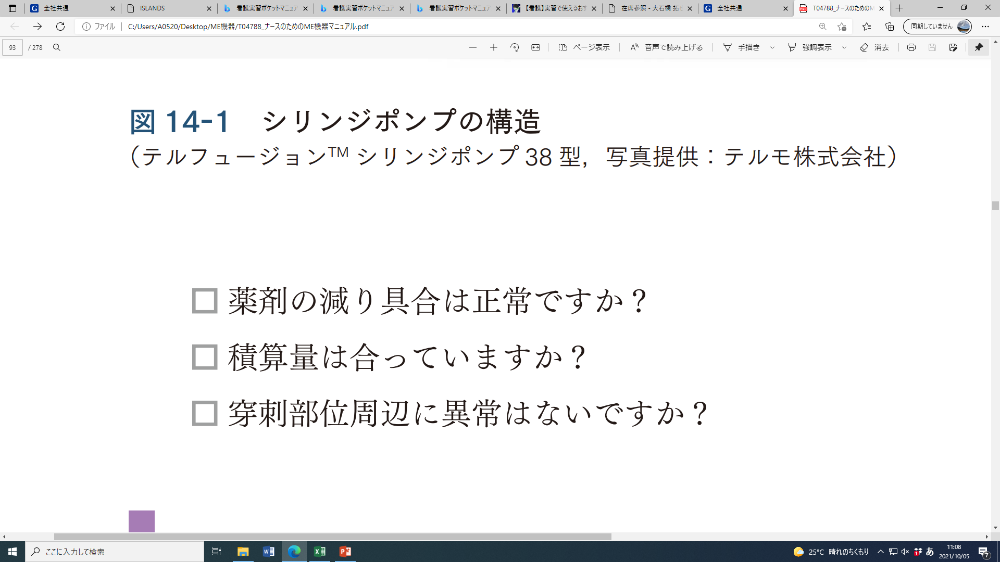 全社共通
ISLANDS
看護実習ポケットマニュア
看護実習ポケットマニュア
看護実習ポケットマニュア
【看護】実習で使えるおす
在席参照 - 大石橋 拓
全社共通
T04788_ナースのためのM
ファイル
C:/Users/A0520/Desktop/ME機器/T04788_ナースのためのME機器マニュアル.pdf
同期していません
93
/ 278
ページ表示
音声で読み上げる
手描き
強調表示
消去
図 14-1 シリンジポンプの構造
（テルフュージョン™ シリンジポンプ 38 型，写真提供：テルモ株式会社）
□ 薬剤の減り具合は正常ですか？
□ 積算量は合っていますか？
□ 穿刺部位周辺に異常はないですか？
ここに入力して検索
25°C 晴れのちくもり
あ
11:08
2021/10/05
7